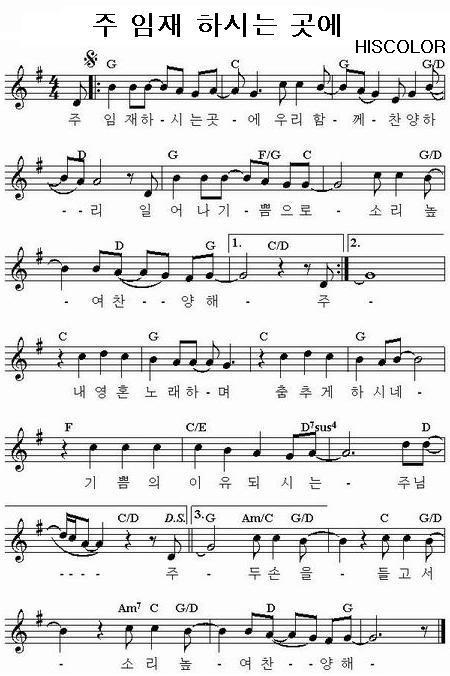 주 임재 하시는 곳에
HISCOLOR
G C G G/D
주 임 재하-시는곳-에 우리 함-께-찬양하
D G F/G C G/D
---리 일 어나기-쁨으로-소리 높
D G 1. C/D 2.
-여찬-양해-주-
C G C G
내영혼 노래하-며 춤추게 하시네-
F C/E D7sus4 D
기 쁨의 이유되시는-주님
C/D D.S. 3. G Am/C G/D C G/D
----주-두손을-들고서
Am7 C G/D D G
-소리높-여찬-양해-